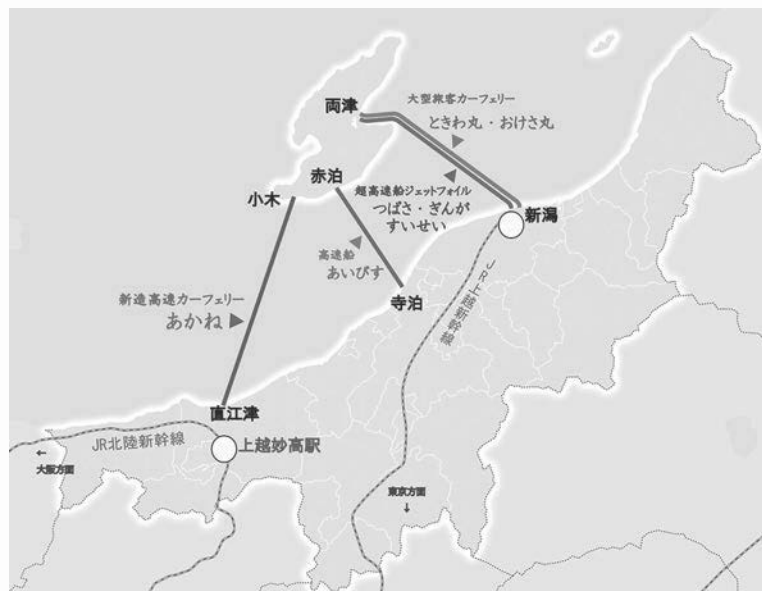 両津
大型旅客カーフェリー
ときわ丸・おけさ丸
赤泊
超高速船ジェットフォイル
つばさ・ぎんが
すいせい
小木
新潟
高速船
あいびす
寺泊
JR上越新幹線
新造高速カーフェリー
あかね
直江津
JR北陸新幹線
上越妙高駅
←
大阪方面
東京方面
↓